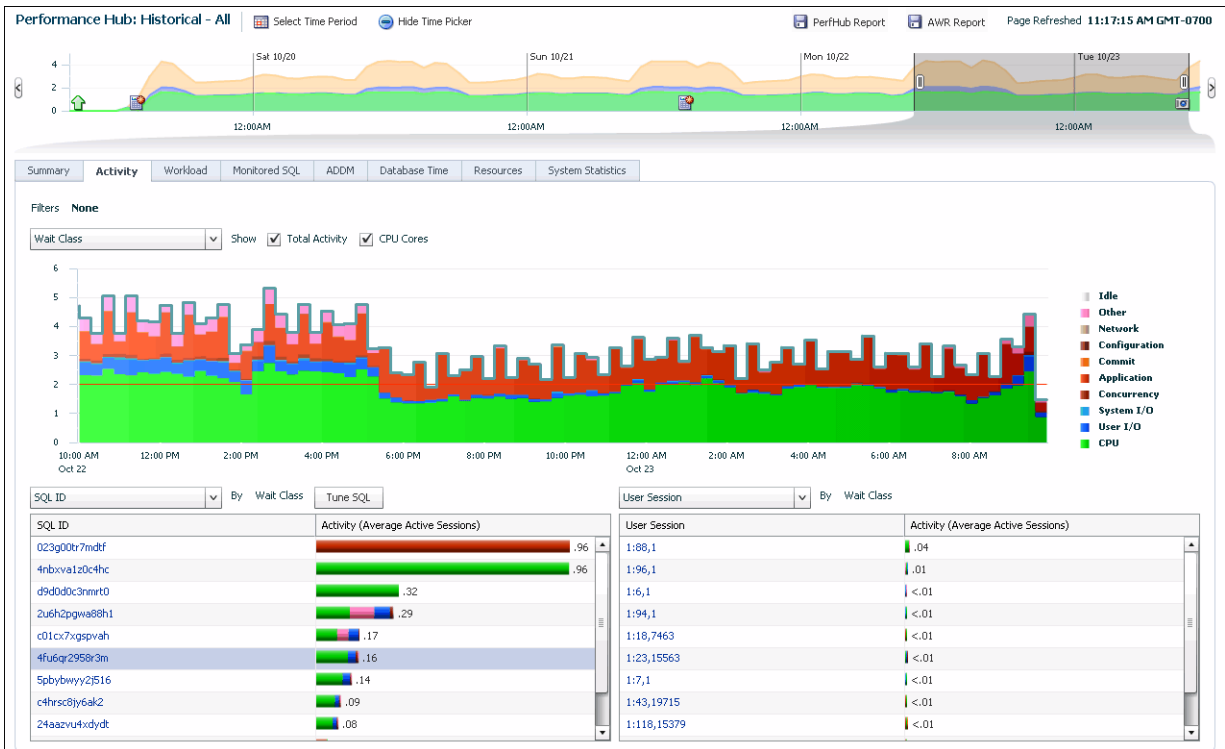 Performance Hub: Historical - All Select Time Period Hide Time Picker PerfHub Report AWR Report Page Refreshed 11:17:15 AM GMT-0700
Sat 10/20 Sun 10/21 Mon 10/22 Tue 10/23
4
2
0
12:00AM 12:00AM 12:00AM 12:00AM
Summary Activity Workload Monitored SQL ADDM Database Time Resources System Statistics
Filters None
Wait Class Show Total Activity CPU Cores
6
5
4
3
2
1
0
Idle
Other
Network
Configuration
Commit
Application
Concurrency
System I/O
User I/O
CPU
10:00 AM 12:00 PM 2:00 PM 4:00 PM 6:00 PM 8:00 PM 10:00 PM 12:00 AM 2:00 AM 4:00 AM 6:00 AM 8:00 AM
Oct 22 Oct 23
SQL ID By Wait Class Tune SQL User Session By Wait Class
SQL ID Activity (Average Active Sessions) User Session Activity (Average Active Sessions)
023g00tr7mdtf .96 1:88,1 .04
4nbxva1z0c4hc .96 1:96,1 .01
d9d0d0c3nmrt0 .32 1:6,1 <.01
2u6h2pgwa88h1 .29 1:94,1 <.01
c01cx7xgspvah .17 1:18,7463 <.01
4fu6qr2958r3m .16 1:23,15563 <.01
5pbybwyy2j516 .14 1:7,1 <.01
c4hrsc8jy6ak2 .09 1:43,19715 <.01
24aazvu4xdydt .08 1:118,15379 <.01